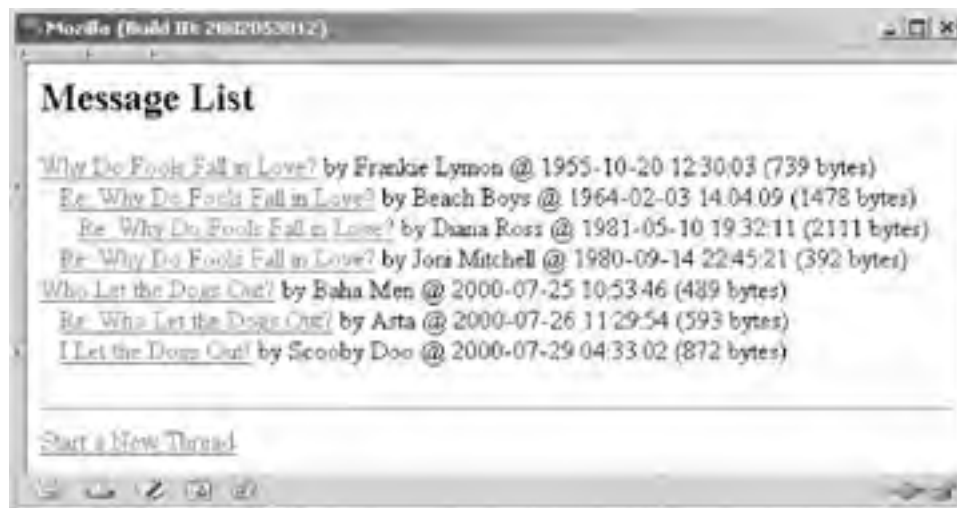 Mozilla {Build ID: 2002053012}
Message List
Why Do Fools Fall in Love? by Frankie Lymon @ 1955-10-20 12:30:03 (739 bytes)
Re: Why Do Fools Fall in Love? by Beach Boys @ 1964-02-03 14:04:09 (1478 bytes)
Re: Why Do Fools Fall in Love? by Diana Ross @ 1981-05-10 19:32:11 (2111 bytes)
Re: Why Do Fools Fall in Love? by Joni Mitchell @ 1980-09-14 22:45:21 (392 bytes)
Who Let the Dogs Out? by Baha Men @ 2000-07-25 10:53:46 (489 bytes)
Re: Who Let the Dogs Out? by Asta @ 2000-07-26 11:29:54 (593 bytes)
I Let the Dogs Out! by Scooby Doo @ 2000-07-29 04:33:02 (872 bytes)
Start a New Thread